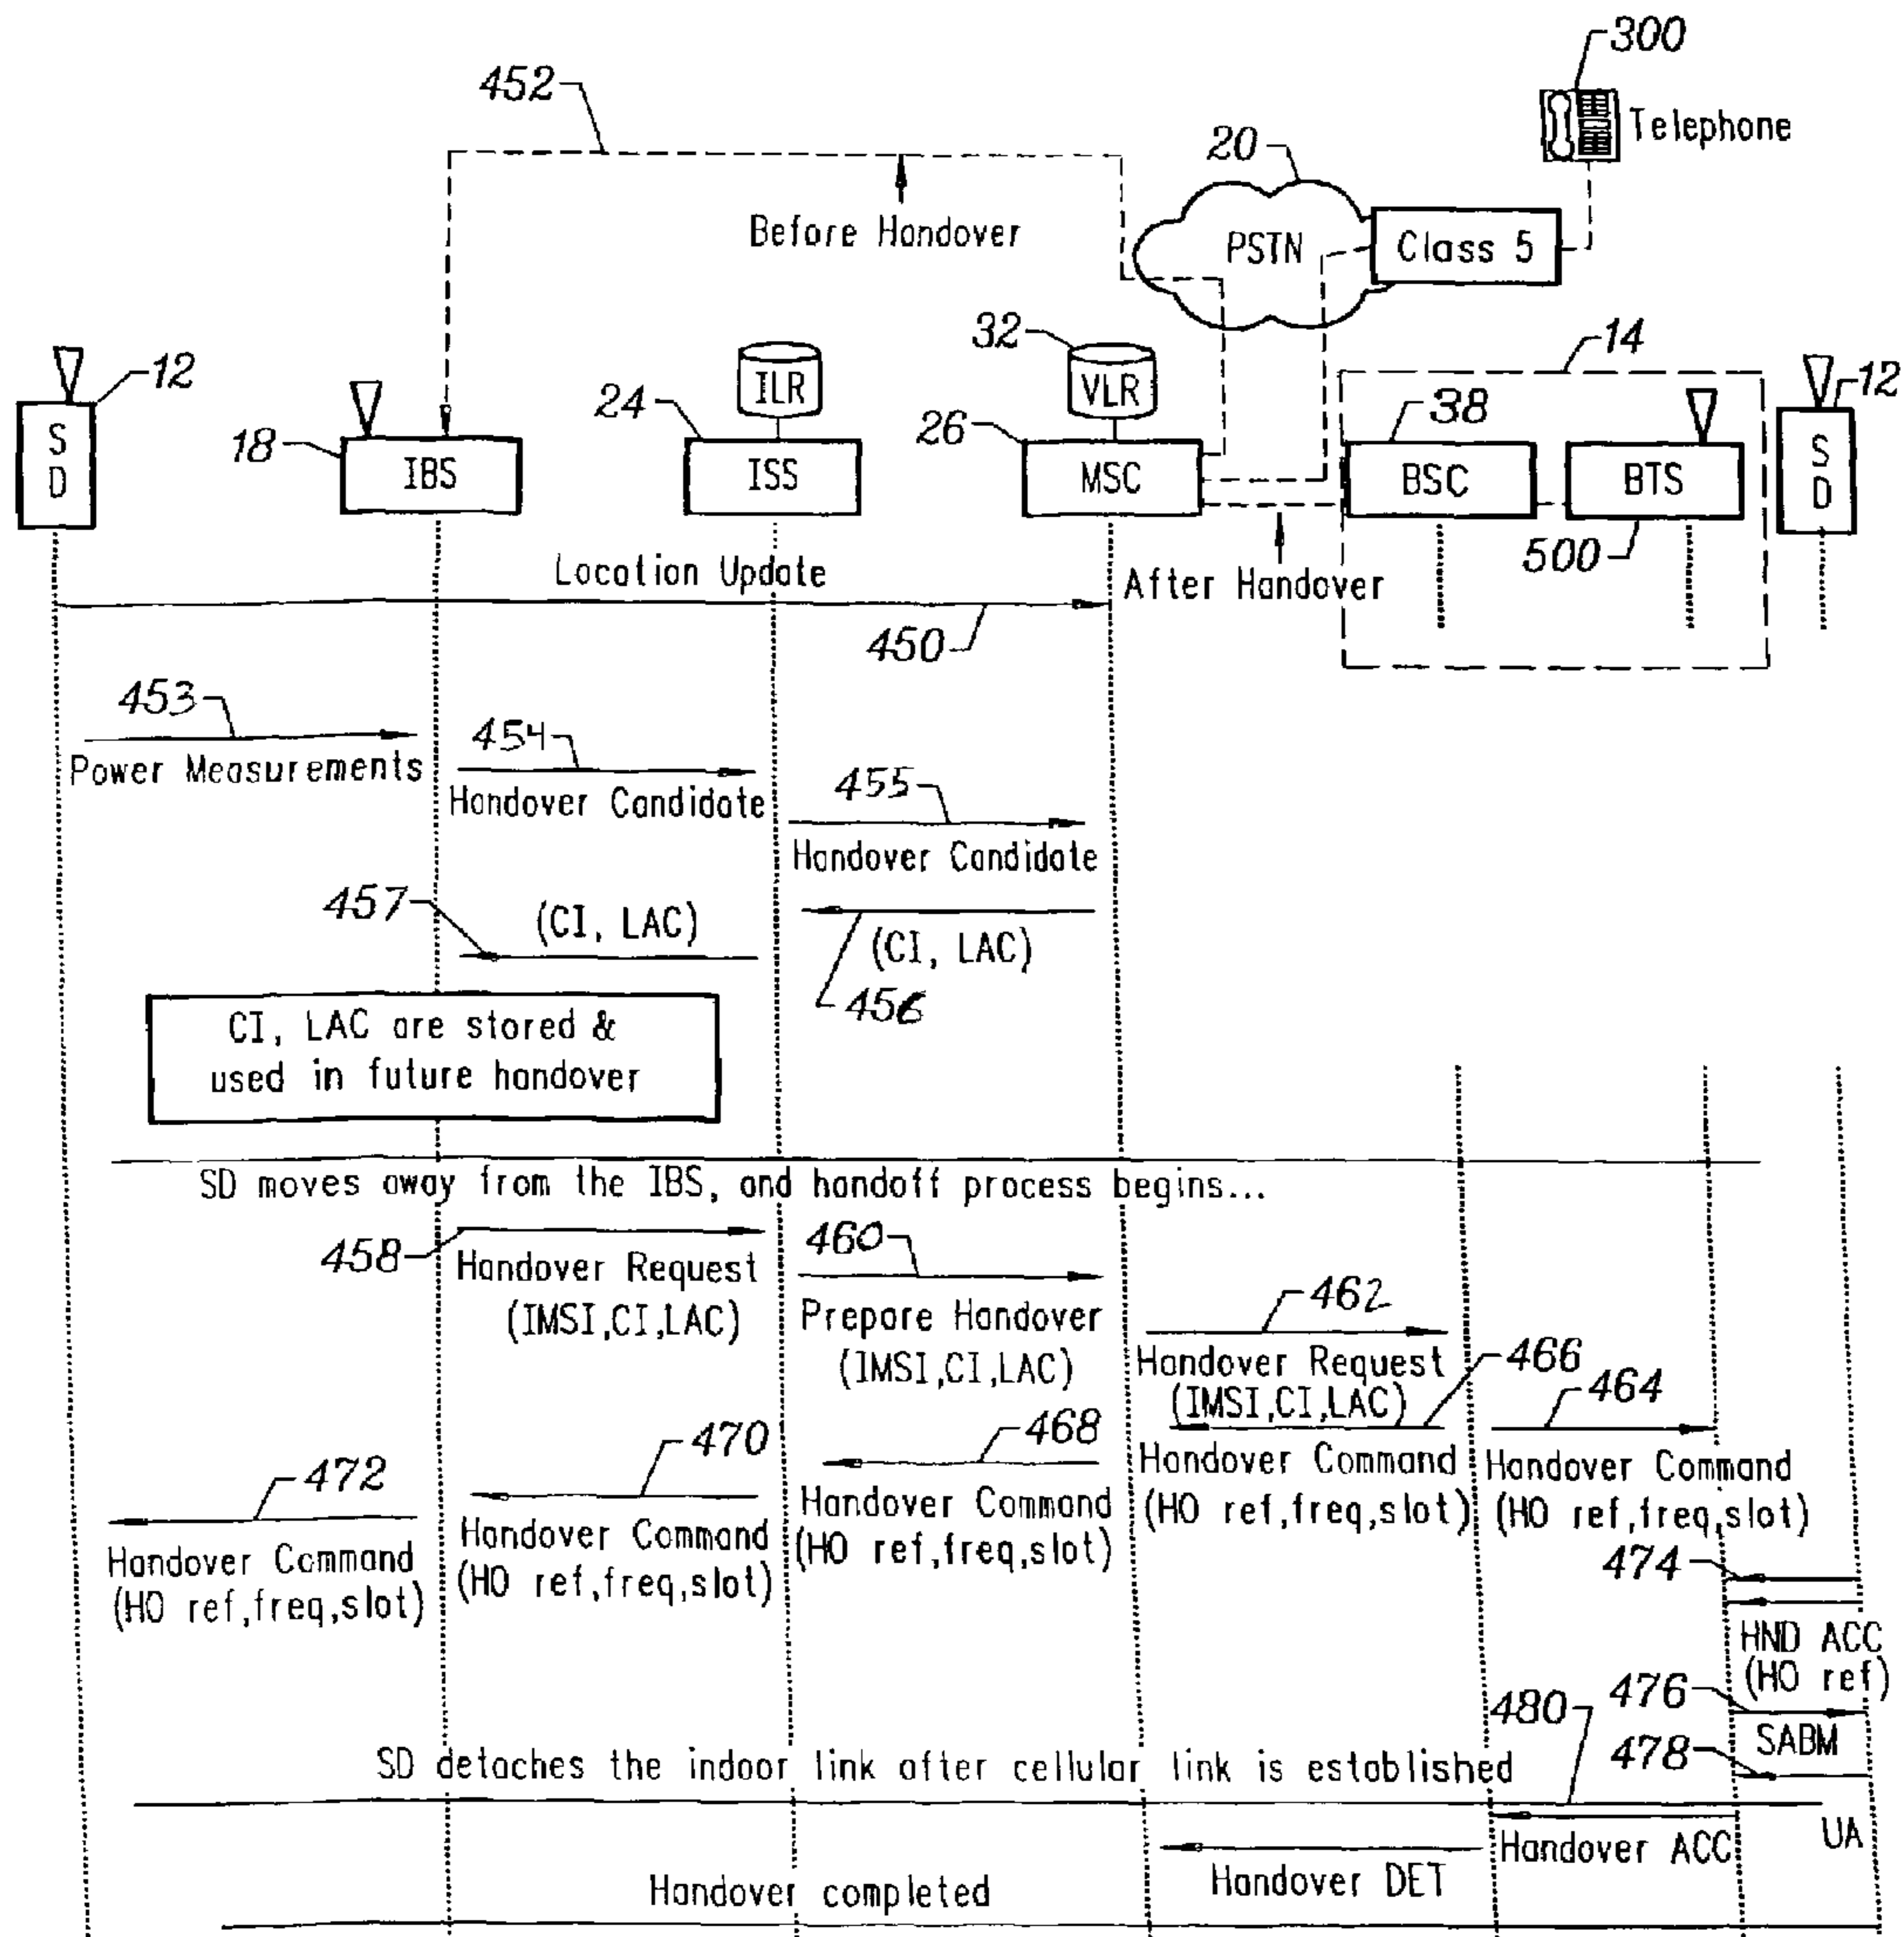 300
452
Telephone
20
Before Handover
PSTN
Class 5
32
14
12
ILR
VLR
12
S
D
24
38
S
D
18
26
IBS
ISS
MSC
BSC
BTS
500
Location Update
After Handover
450
453
454
Power Measurements
455
Handover Candidate
Handover Candidate
457
(CI, LAC)
(CI, LAC)
456
CI, LAC are stored &
used in future handover
SD moves away from the IBS, and handoff process begins...
458
460
Handover Request
(IMSI,CI,LAC)
Prepare Handover
(IMSI,CI,LAC)
462
Handover Request
(IMSI,CI,LAC)
466
464
468
470
472
Handover Command
(HO ref,freq,slot)
Handover Command
(HO ref,freq,slot)
Handover Command
(HO ref,freq,slot)
Handover Command
(HO ref,freq,slot)
Handover Command
(HO ref,freq,slot)
474
HND ACC
(HO ref)
480
476
SABM
478
SD detaches the indoor link after cellular link is established
UA
Handover ACC
Handover DET
Handover completed